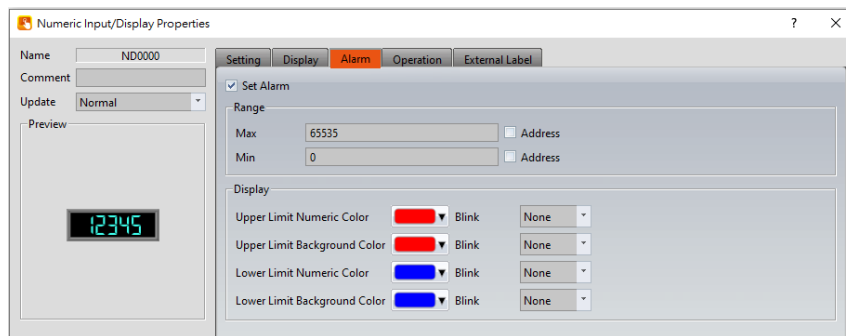 Numeric Input/Display Properties ? ×
Name ND0000
Comment
Update Normal
Preview
12345
Setting Display Alarm Operation External Label
Set Alarm
Range
Max 65535 Address
Min 0 Address
Display
Upper Limit Numeric Color Blink None
Upper Limit Background Color Blink None
Lower Limit Numeric Color Blink None
Lower Limit Background Color Blink None